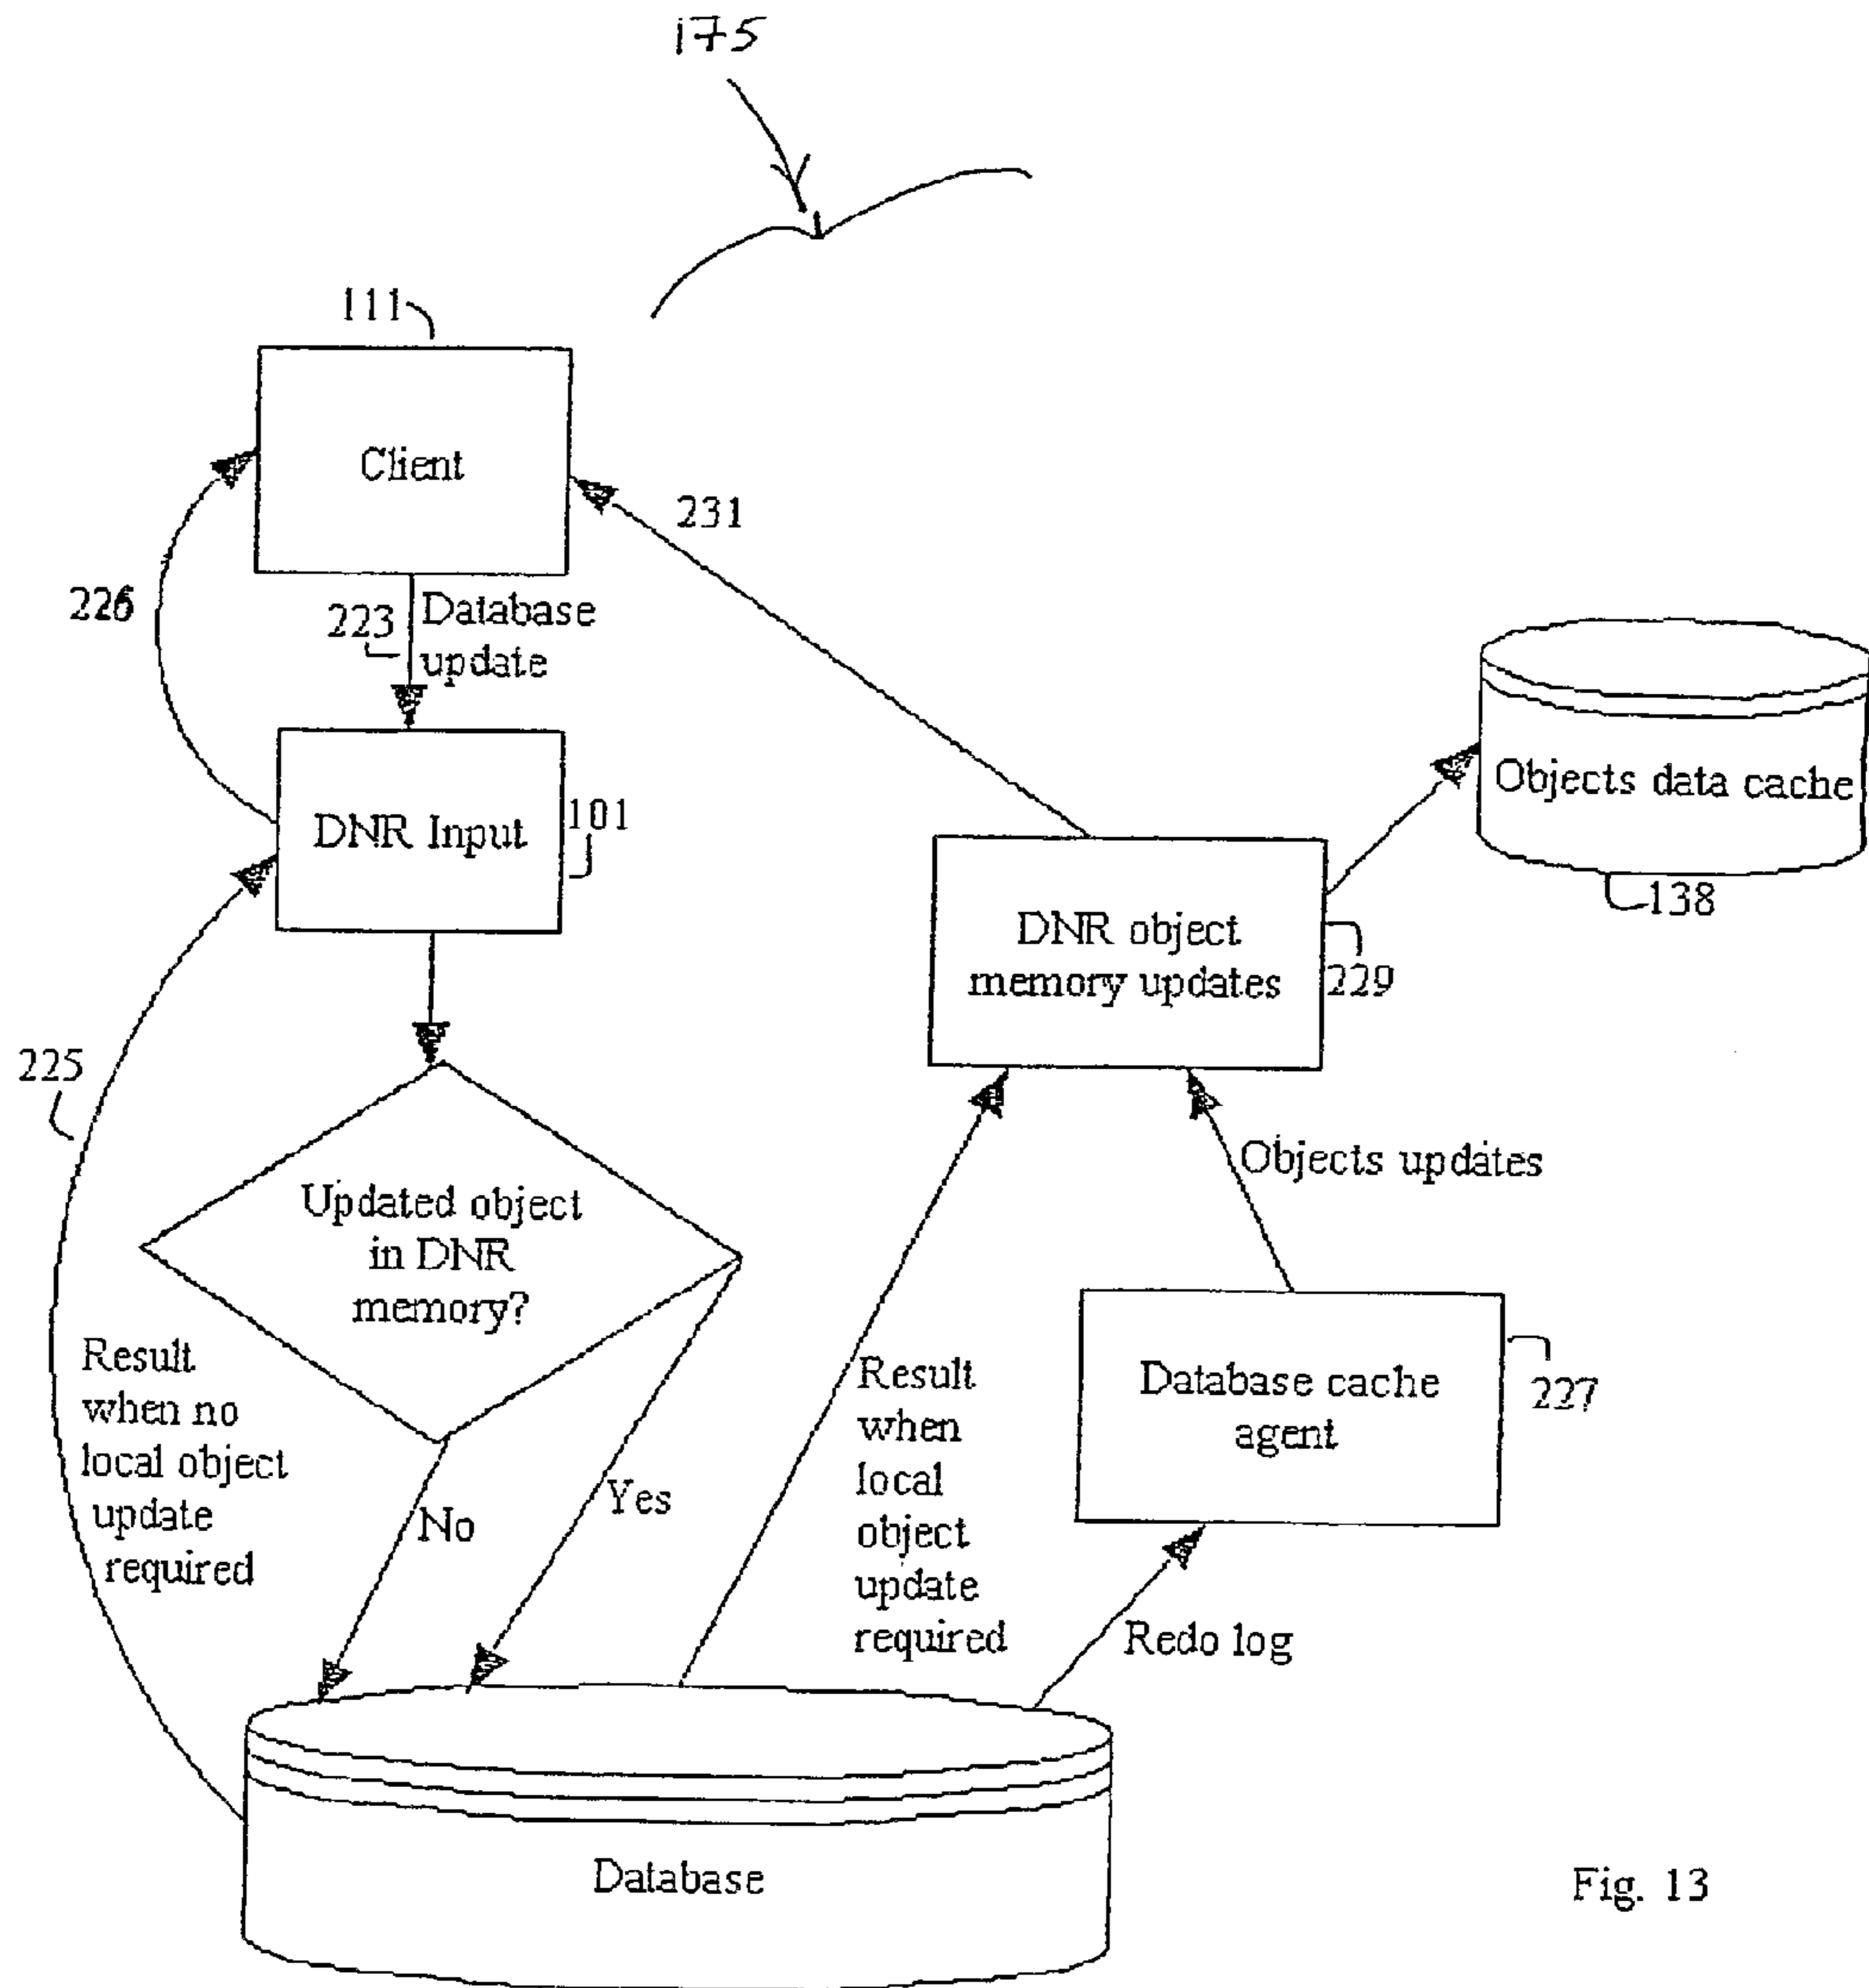 175
111
Client
231
226
223
Database
update
DNR Input
101
Objects data cache
138
DNR object
memory updates
229
225
Objects updates
Updated object
in DNR
memory?
Result
when no
local object
update
required
No
Yes
Result
when
local
object
update
required
Database cache
agent
227
Redo log
Database
Fig. 13